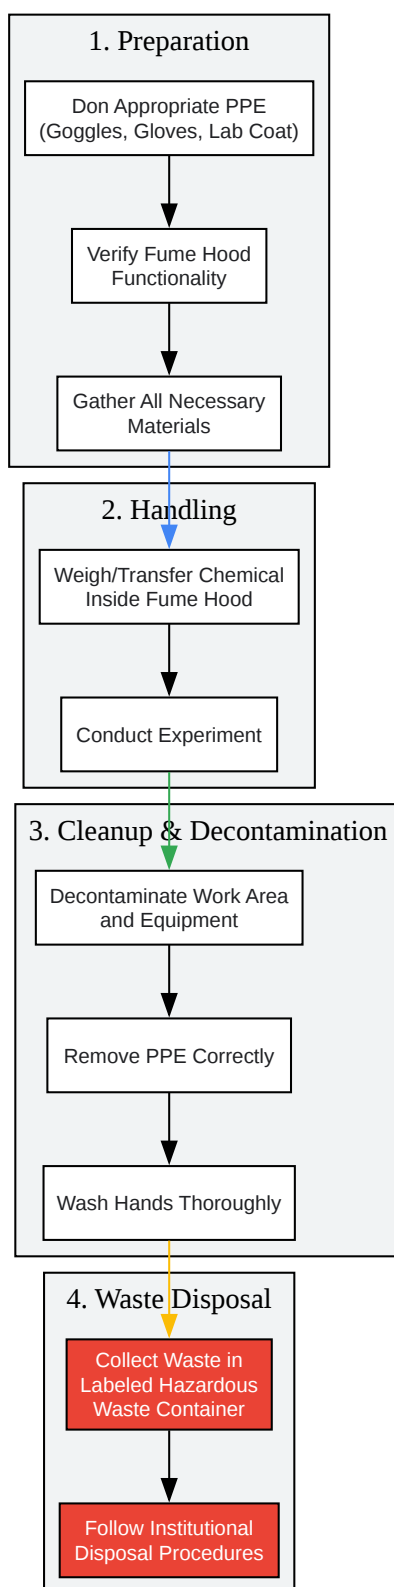 1. Preparation
Don Appropriate PPE
(Goggles, Gloves, Lab Coat)
Verify Fume Hood
Functionality
Gather All Necessary
Materials
2. Handling
Weigh/Transfer Chemical
Inside Fume Hood
Conduct Experiment
3. Cleanup & Decontamination
Decontaminate Work Area
and Equipment
Remove PPE Correctly
Wash Hands Thoroughly
4. Waste Disposal
Collect Waste in
Labeled Hazardous
Waste Container
Follow Institutional
Disposal Procedures